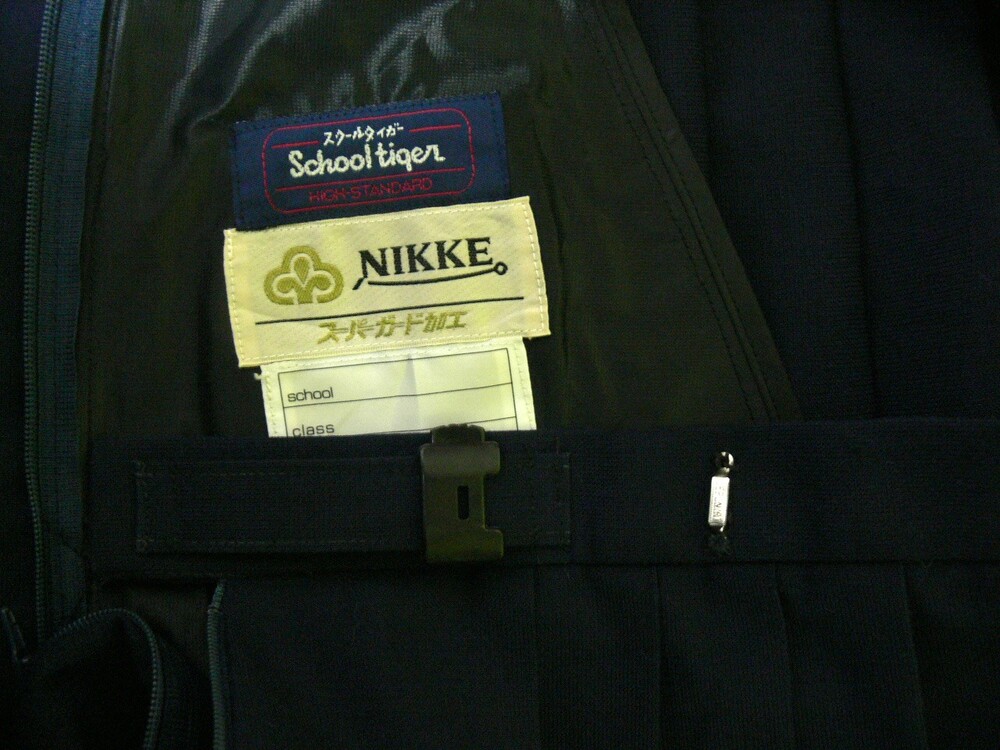 スクールタイガー
School tiger
HIGH-STANDARD
NIKKE
スーパーガード加工
school
class